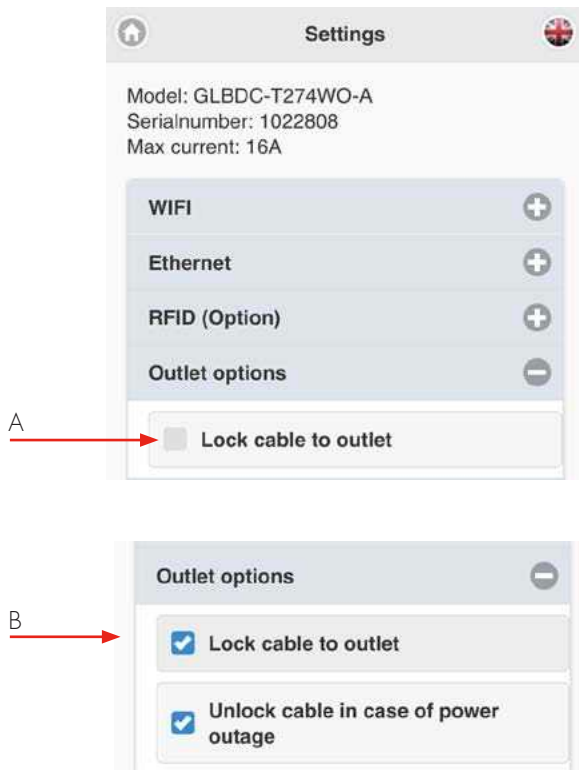 Settings
Model: GLBDC-T274WO-A
Serialnumber: 1022808
Max current: 16A
WIFI
Ethernet
RFID (Option)
Outlet options
A
Lock cable to outlet
Outlet options
B
Lock cable to outlet
Unlock cable in case of power
outage